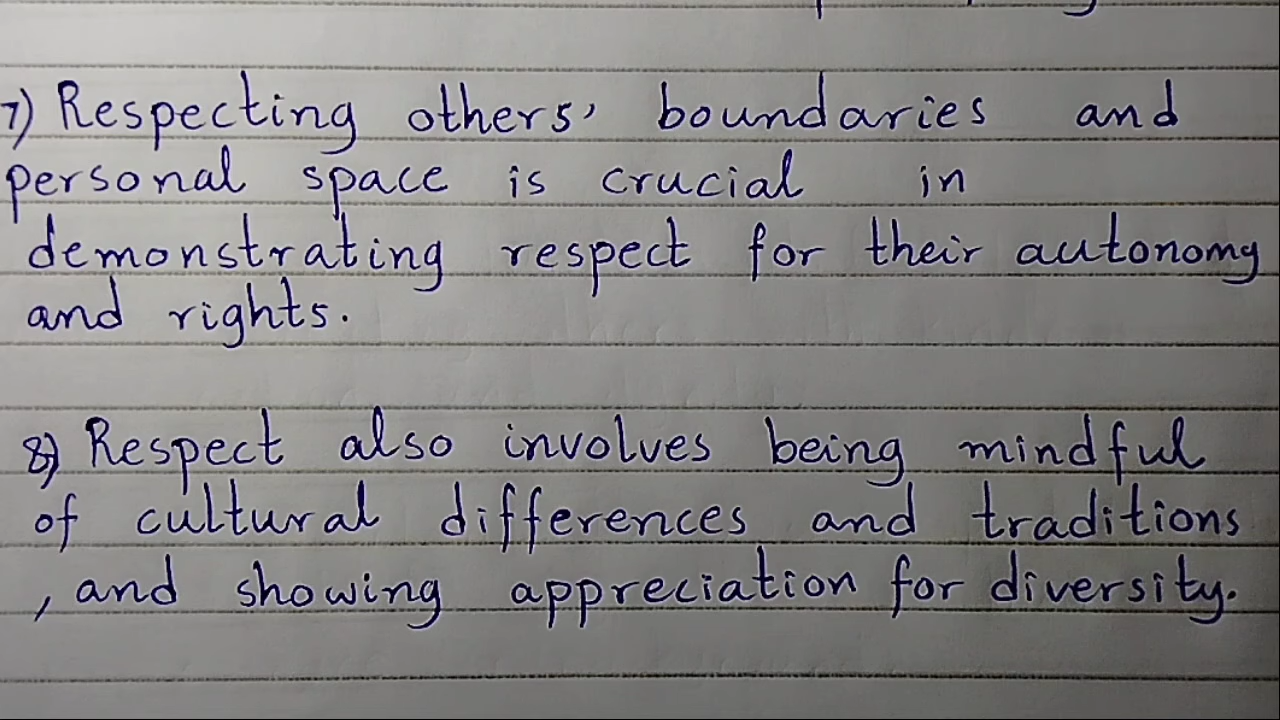 7) Respecting others' boundaries and
personal space is crucial in
demonstrating respect for their autonomy
and rights.
8) Respect also involves being mindful
of cultural differences and traditions
, and showing appreciation for diversity.